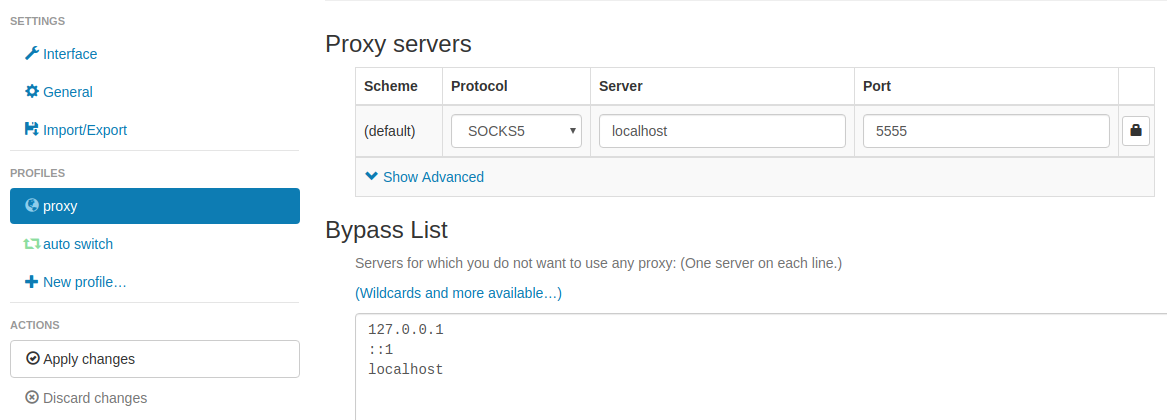 SETTINGS
Interface
General
Import/Export
PROFILES
proxy
auto switch
New profile…
ACTIONS
Apply changes
Discard changes
Proxy servers
Scheme Protocol Server Port
(default) SOCKS5 localhost 5555
Show Advanced
Bypass List
Servers for which you do not want to use any proxy: (One server on each line.)
(Wildcards and more available…)
127.0.0.1
::1
localhost